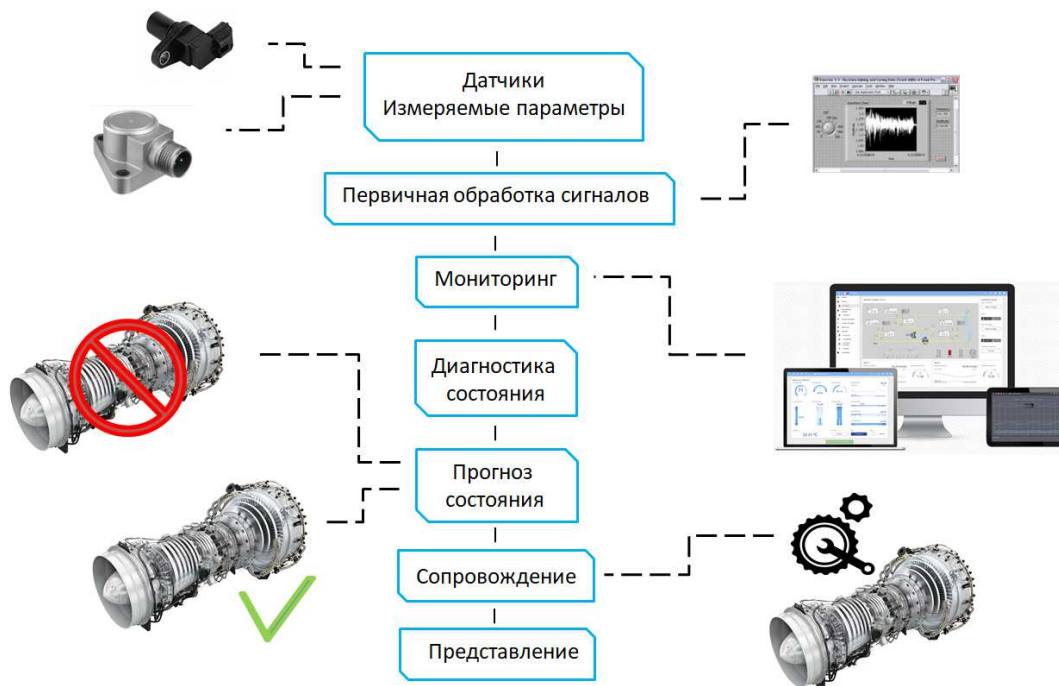 Датчики
Измеряемые параметры
Первичная обработка сигналов
Мониторинг
Диагностика
состояния
Прогноз
состояния
Сопровождение
Представление